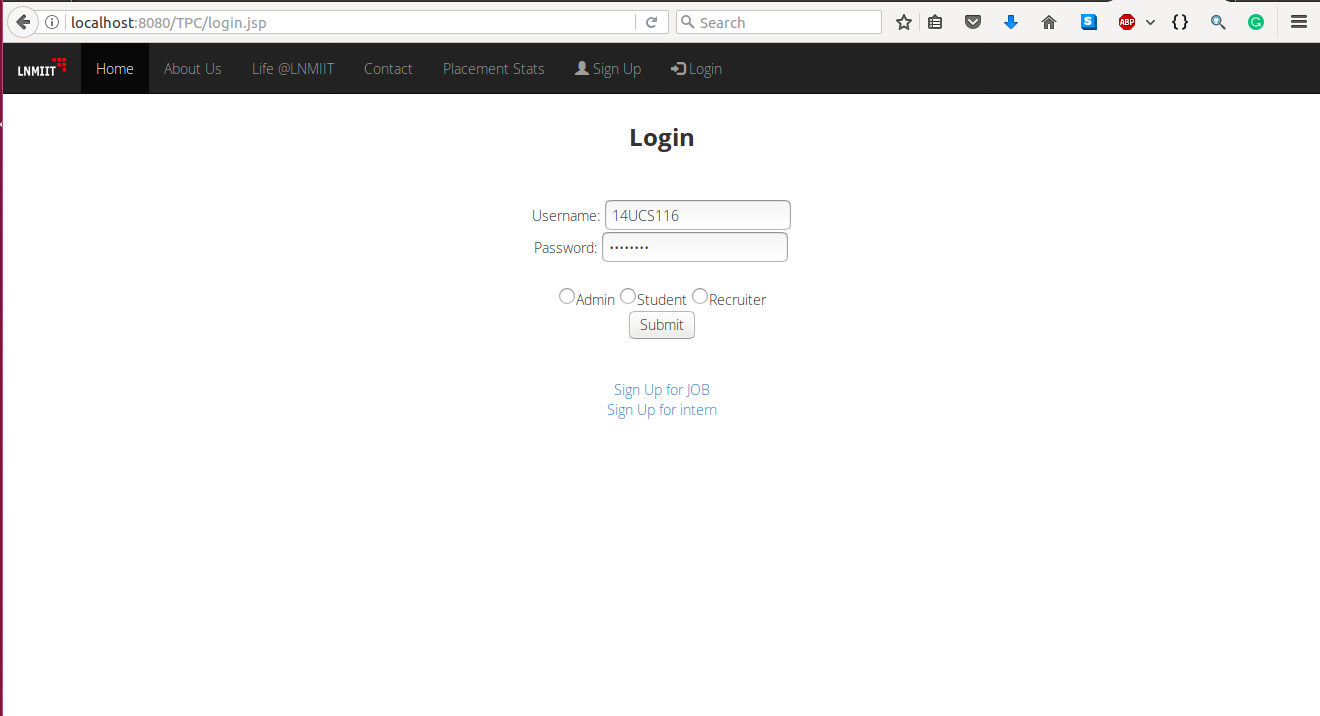 localhost:8080/TPC/login.jsp Search S ABP {} G
LNMIIT Home About Us Life @LNMIIT Contact Placement Stats Sign Up Login
Login
Username: 14UCS116
Password: ••••••••
Admin Student Recruiter
Submit
Sign Up for JOB
Sign Up for intern